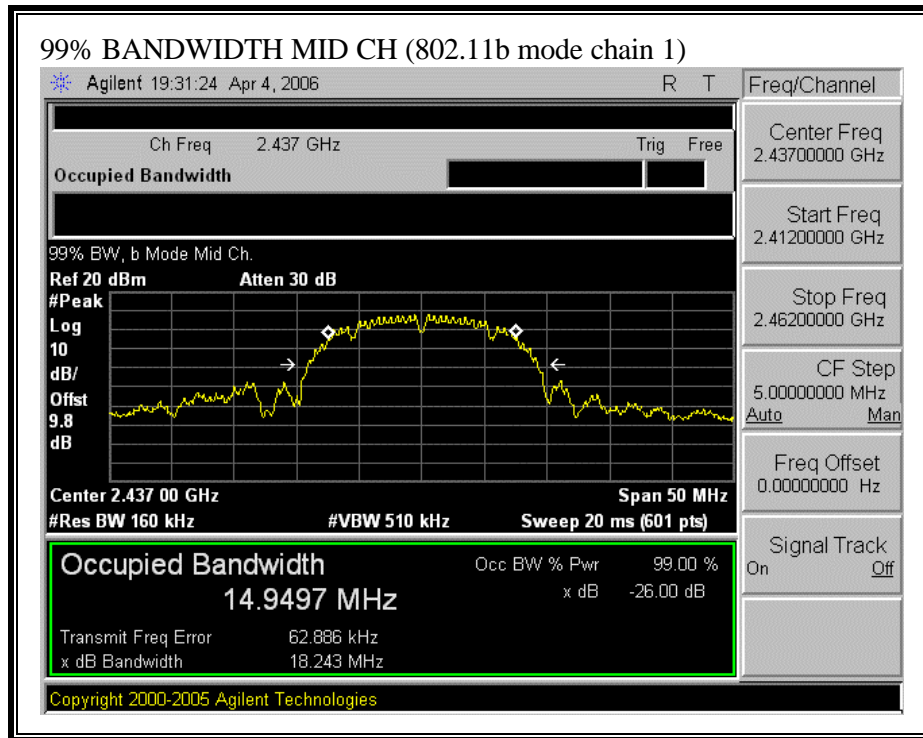 99% BANDWIDTH MID CH (802.11b mode chain 1)
Agilent 19:31:24 Apr 4, 2006 R T
Freq/Channel
Ch Freq 2.437 GHz Trig Free
Occupied Bandwidth
Center Freq
2.43700000 GHz
Start Freq
2.41200000 GHz
Stop Freq
2.46200000 GHz
CF Step
5.00000000 MHz
Auto Man
Freq Offset
0.00000000 Hz
Signal Track
On Off
99% BW, b Mode Mid Ch.
Ref 20 dBm Atten 30 dB
#Peak
Log
10
dB/
Offst
9.8
dB
Center 2.437 00 GHz Span 50 MHz
#Res BW 160 kHz #VBW 510 kHz Sweep 20 ms (601 pts)
Occupied Bandwidth
14.9497 MHz
Occ BW % Pwr 99.00 %
x dB -26.00 dB
Transmit Freq Error 62.886 kHz
x dB Bandwidth 18.243 MHz
Copyright 2000-2005 Agilent Technologies